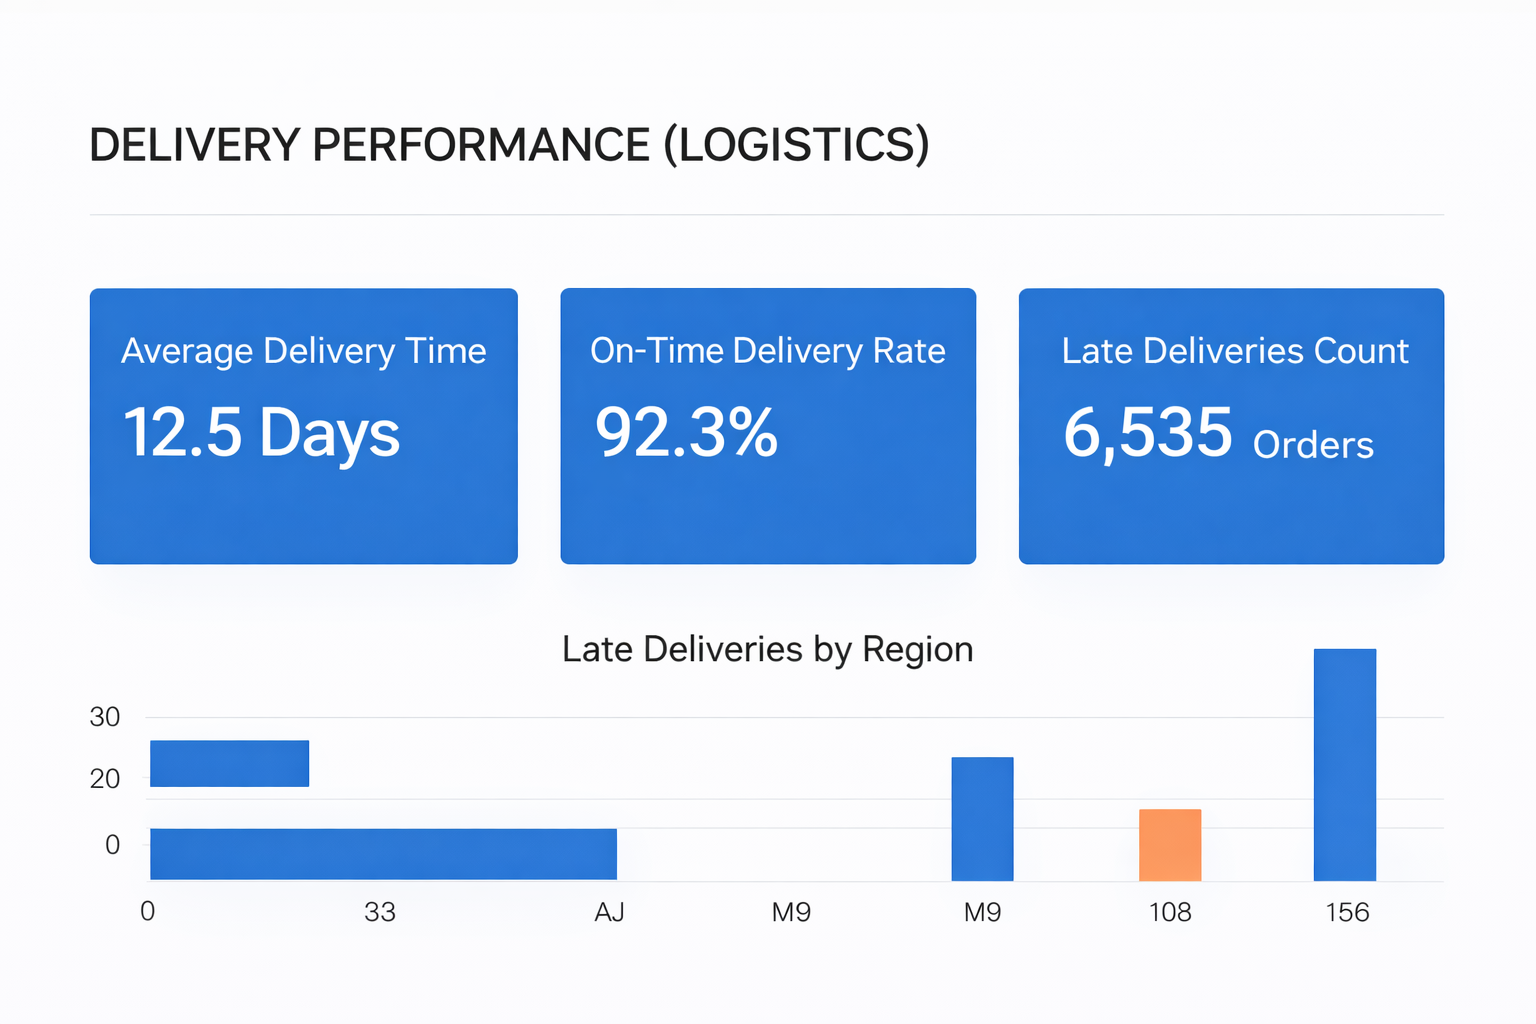 DELIVERY PERFORMANCE (LOGISTICS)
Average Delivery Time
12.5 Days
On-Time Delivery Rate
92.3%
Late Deliveries Count
6,535 Orders
Late Deliveries by Region
30
20
0
0 33 AJ M9 M9 108 156